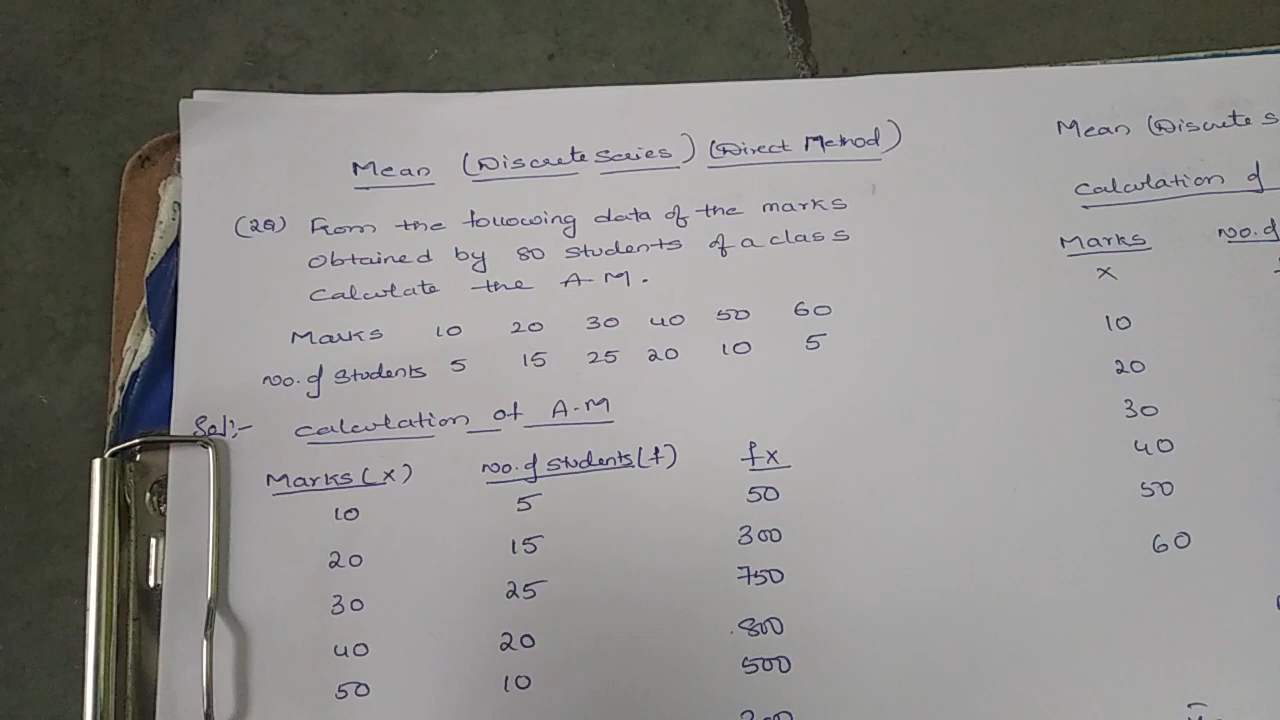 Mean (Discrete Series) (Direct Method)
(2Q) From the following data of the marks
obtained by 80 students of a class
Calculate the A.M.
Marks 10 20 30 40 50 60
No. of Students 5 15 25 20 10 5
Sol:- Calculation of A.M
Marks (x) No. of Students (f) fx
10 5 50
20 15 300
30 25 750
40 20 800
50 10 500
300
Mean (Discrete S
Calculation of
Marks No. of
x
10
20
30
40
50
60